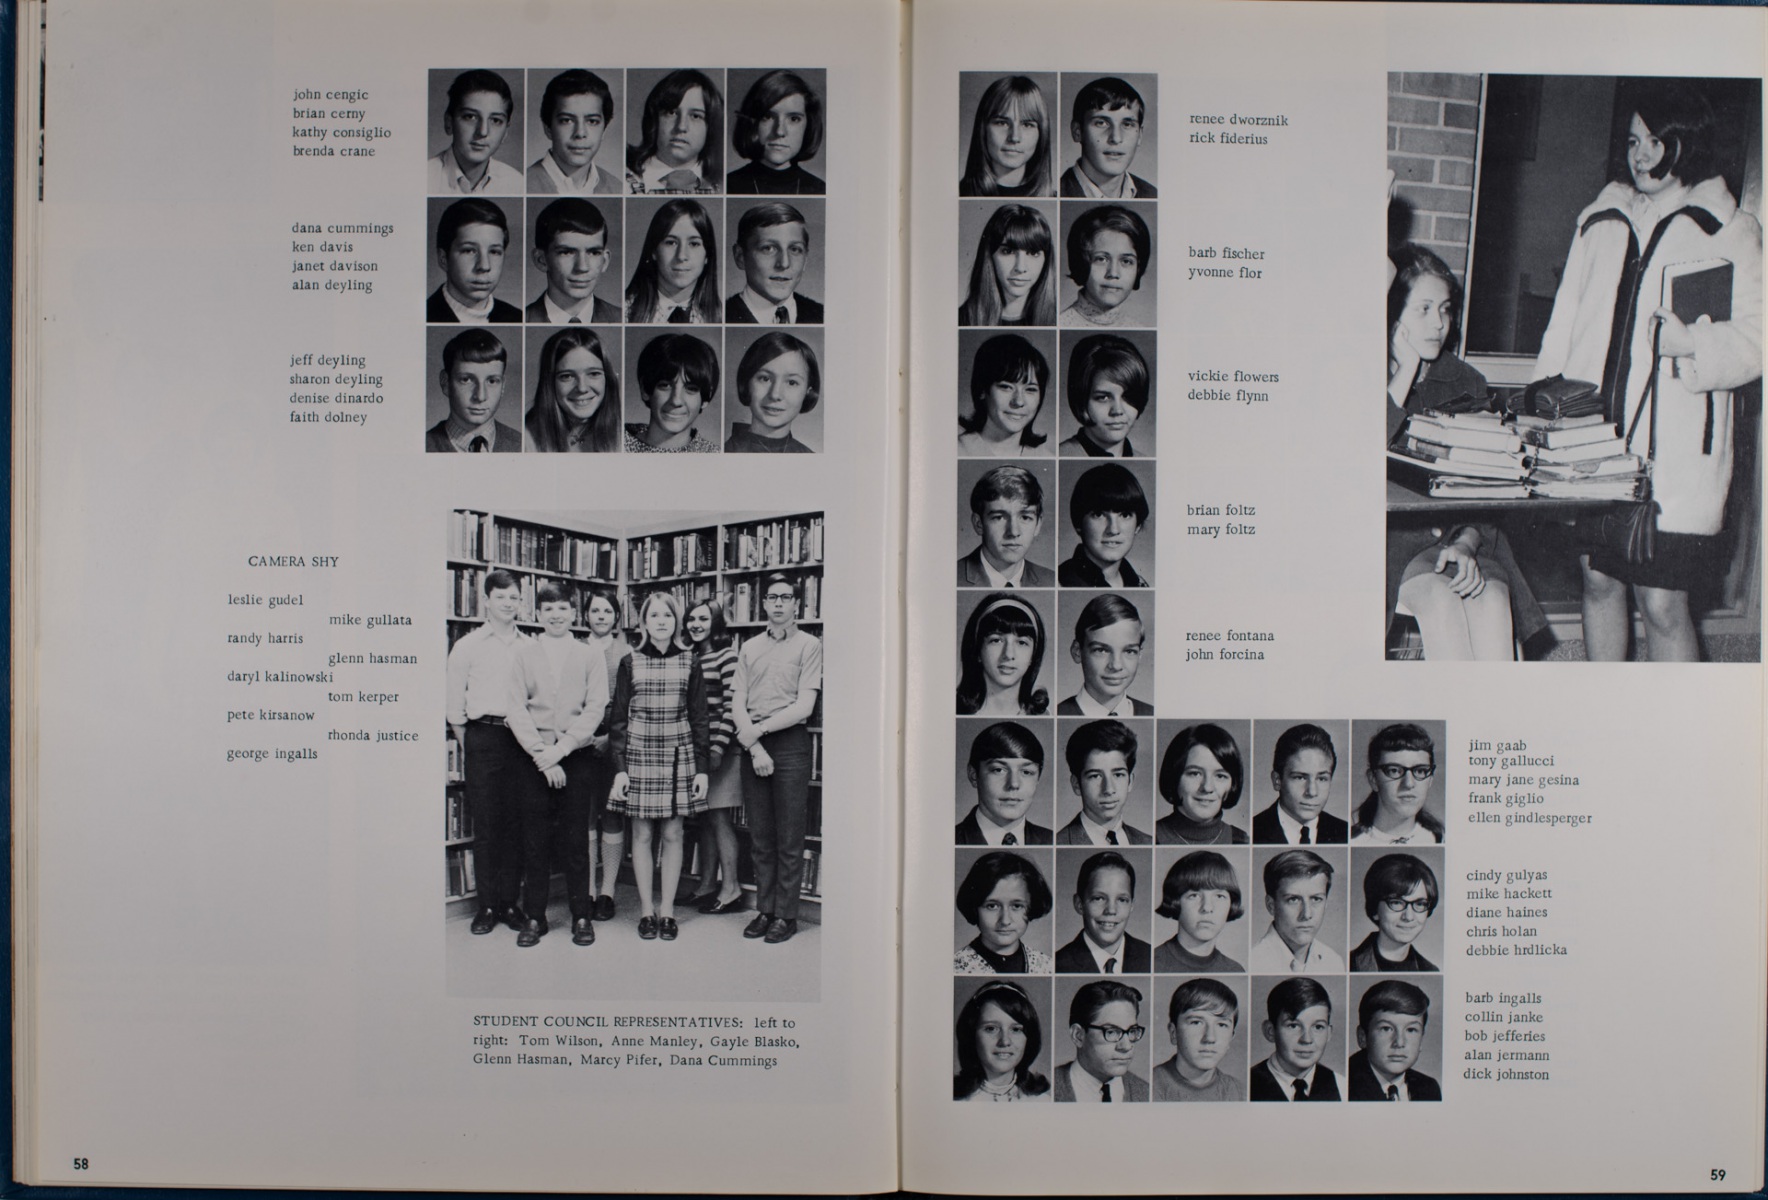 john cengic
brian cerny
kathy consiglio
brenda crane
dana cummings
ken davis
janet davison
alan deyling
jeff deyling
sharon deyling
denise dinardo
faith dolney
CAMERA SHY
leslie gudel
mike gullata
randy harris
glenn hasman
daryl kalinowski
tom kerper
pete kirsanow
rhonda justice
george ingalls
STUDENT COUNCIL REPRESENTATIVES: left to
right: Tom Wilson, Anne Manley, Gayle Blasko,
Glenn Hasman, Marcy Pifer, Dana Cummings
58
renee dworznik
rick fiderius
barb fischer
yvonne flor
vickie flowers
debbie flynn
brian foltz
mary foltz
renee fontana
john forcina
jim gaab
tony gallucci
mary jane gesina
frank giglio
ellen gindlesperger
cindy gulyas
mike hackett
diane haines
chris holan
debbie hrdlicka
barb ingalls
collin janke
bob jefferies
alan jermann
dick johnston
59